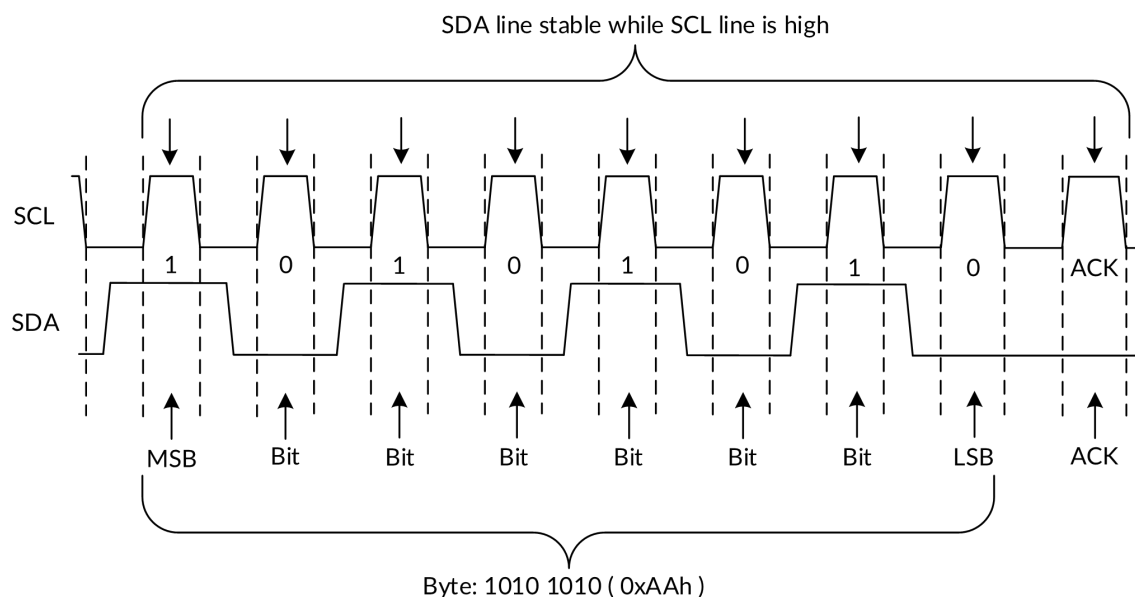 SDA line stable while SCL line is high
SCL
1 0 1 0 1 0 1 0 ACK
SDA
MSB Bit Bit Bit Bit Bit Bit LSB ACK
Byte: 1010 1010 ( 0xAAh )